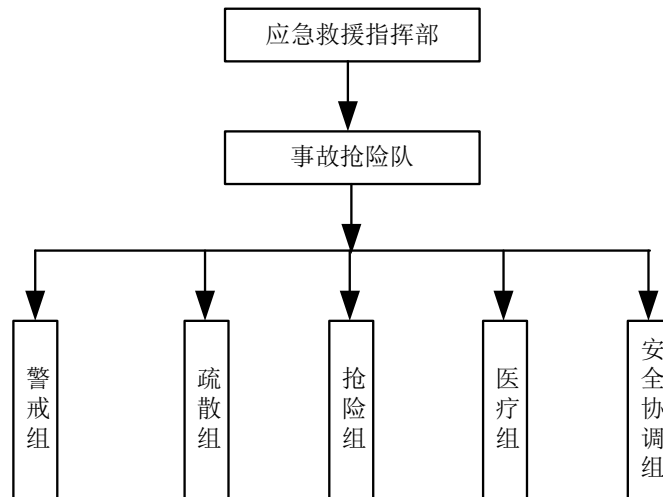 应急救援指挥部
事故抢险队
警戒组
疏散组
抢险组
医疗组
安全协调组